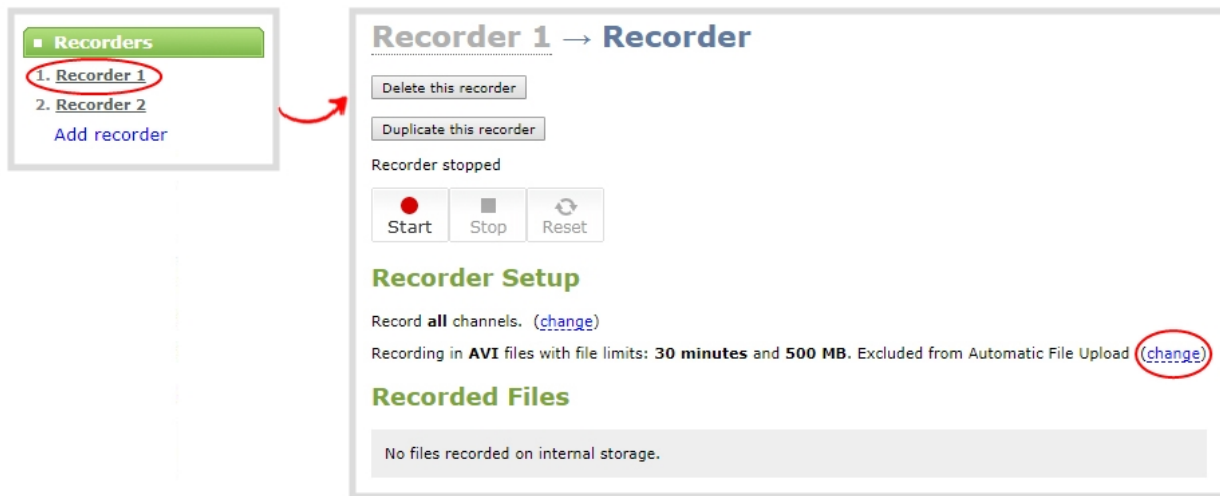 Recorders
1. Recorder 1
2. Recorder 2
Add recorder
Recorder 1 → Recorder
Delete this recorder
Duplicate this recorder
Recorder stopped
Start Stop Reset
Recorder Setup
Record all channels. (change)
Recording in AVI files with file limits: 30 minutes and 500 MB. Excluded from Automatic File Upload (change)
Recorded Files
No files recorded on internal storage.